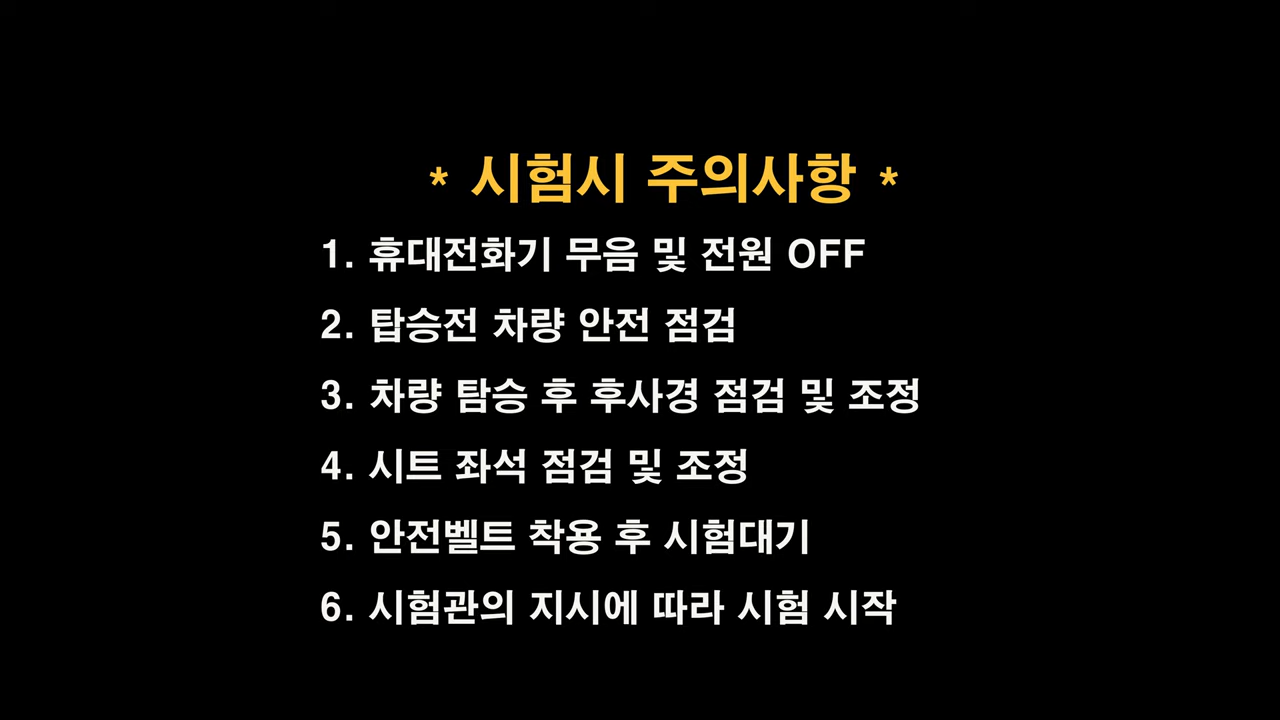 * 시험시 주의사항 *
1. 휴대전화기 무음 및 전원 OFF
2. 탑승전 차량 안전 점검
3. 차량 탐승 후 후사경 점검 및 조정
4. 시트 좌석 점검 및 조정
5. 안전벨트 착용 후 시험대기
6. 시험관의 지시에 따라 시험 시작